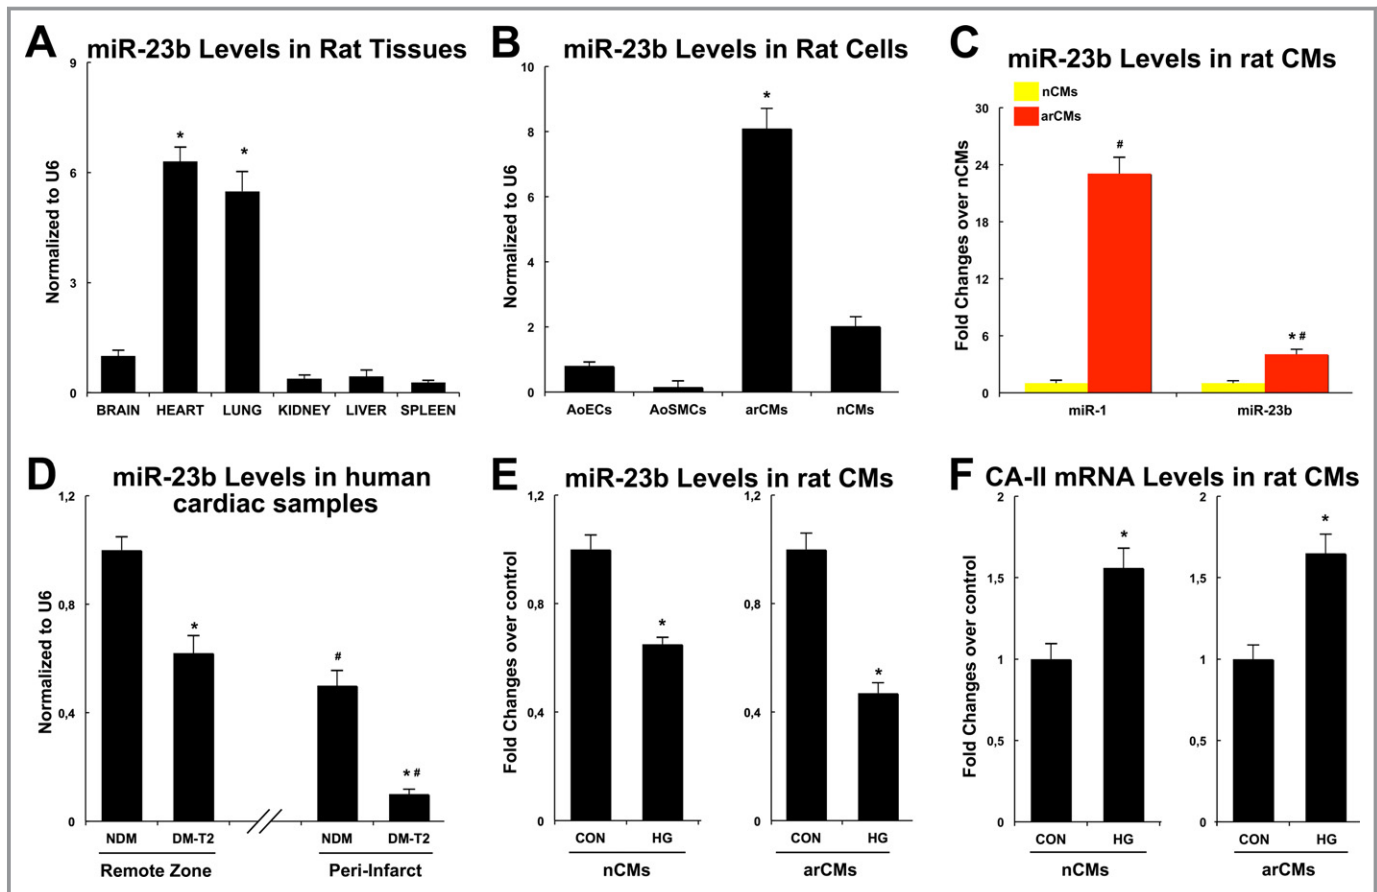 A
miR-23b Levels in Rat Tissues
Normalized to U6
9
6
3
0
*
*
BRAIN HEART LUNG KIDNEY LIVER SPLEEN
B
miR-23b Levels in Rat Cells
Normalized to U6
10
8
6
4
2
0
*
AoECs AoSMCs arCMs nCMs
C
miR-23b Levels in rat CMs
nCMs
arCMs
Fold Changes over nCMs
30
24
18
12
6
0
#
* #
miR-1 miR-23b
D
miR-23b Levels in human
cardiac samples
Normalized to U6
1,2
0,8
0,4
0
*
#
* #
NDM DM-T2 NDM DM-T2
Remote Zone Peri-Infarct
E
miR-23b Levels in rat CMs
Fold Changes over control
1,2
0,8
0,4
0
*
CON HG
nCMs
1,2
0,8
0,4
0
*
CON HG
arCMs
F
CA-II mRNA Levels in rat CMs
Fold Changes over control
2
1,5
1
0,5
0
*
CON HG
nCMs
2
1,5
1
0,5
0
*
CON HG
arCMs